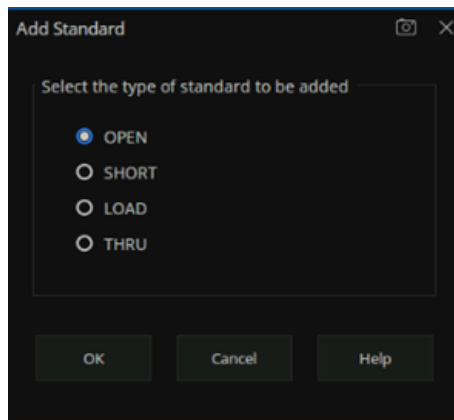 Add Standard
Select the type of standard to be added
OPEN
SHORT
LOAD
THRU
OK Cancel Help